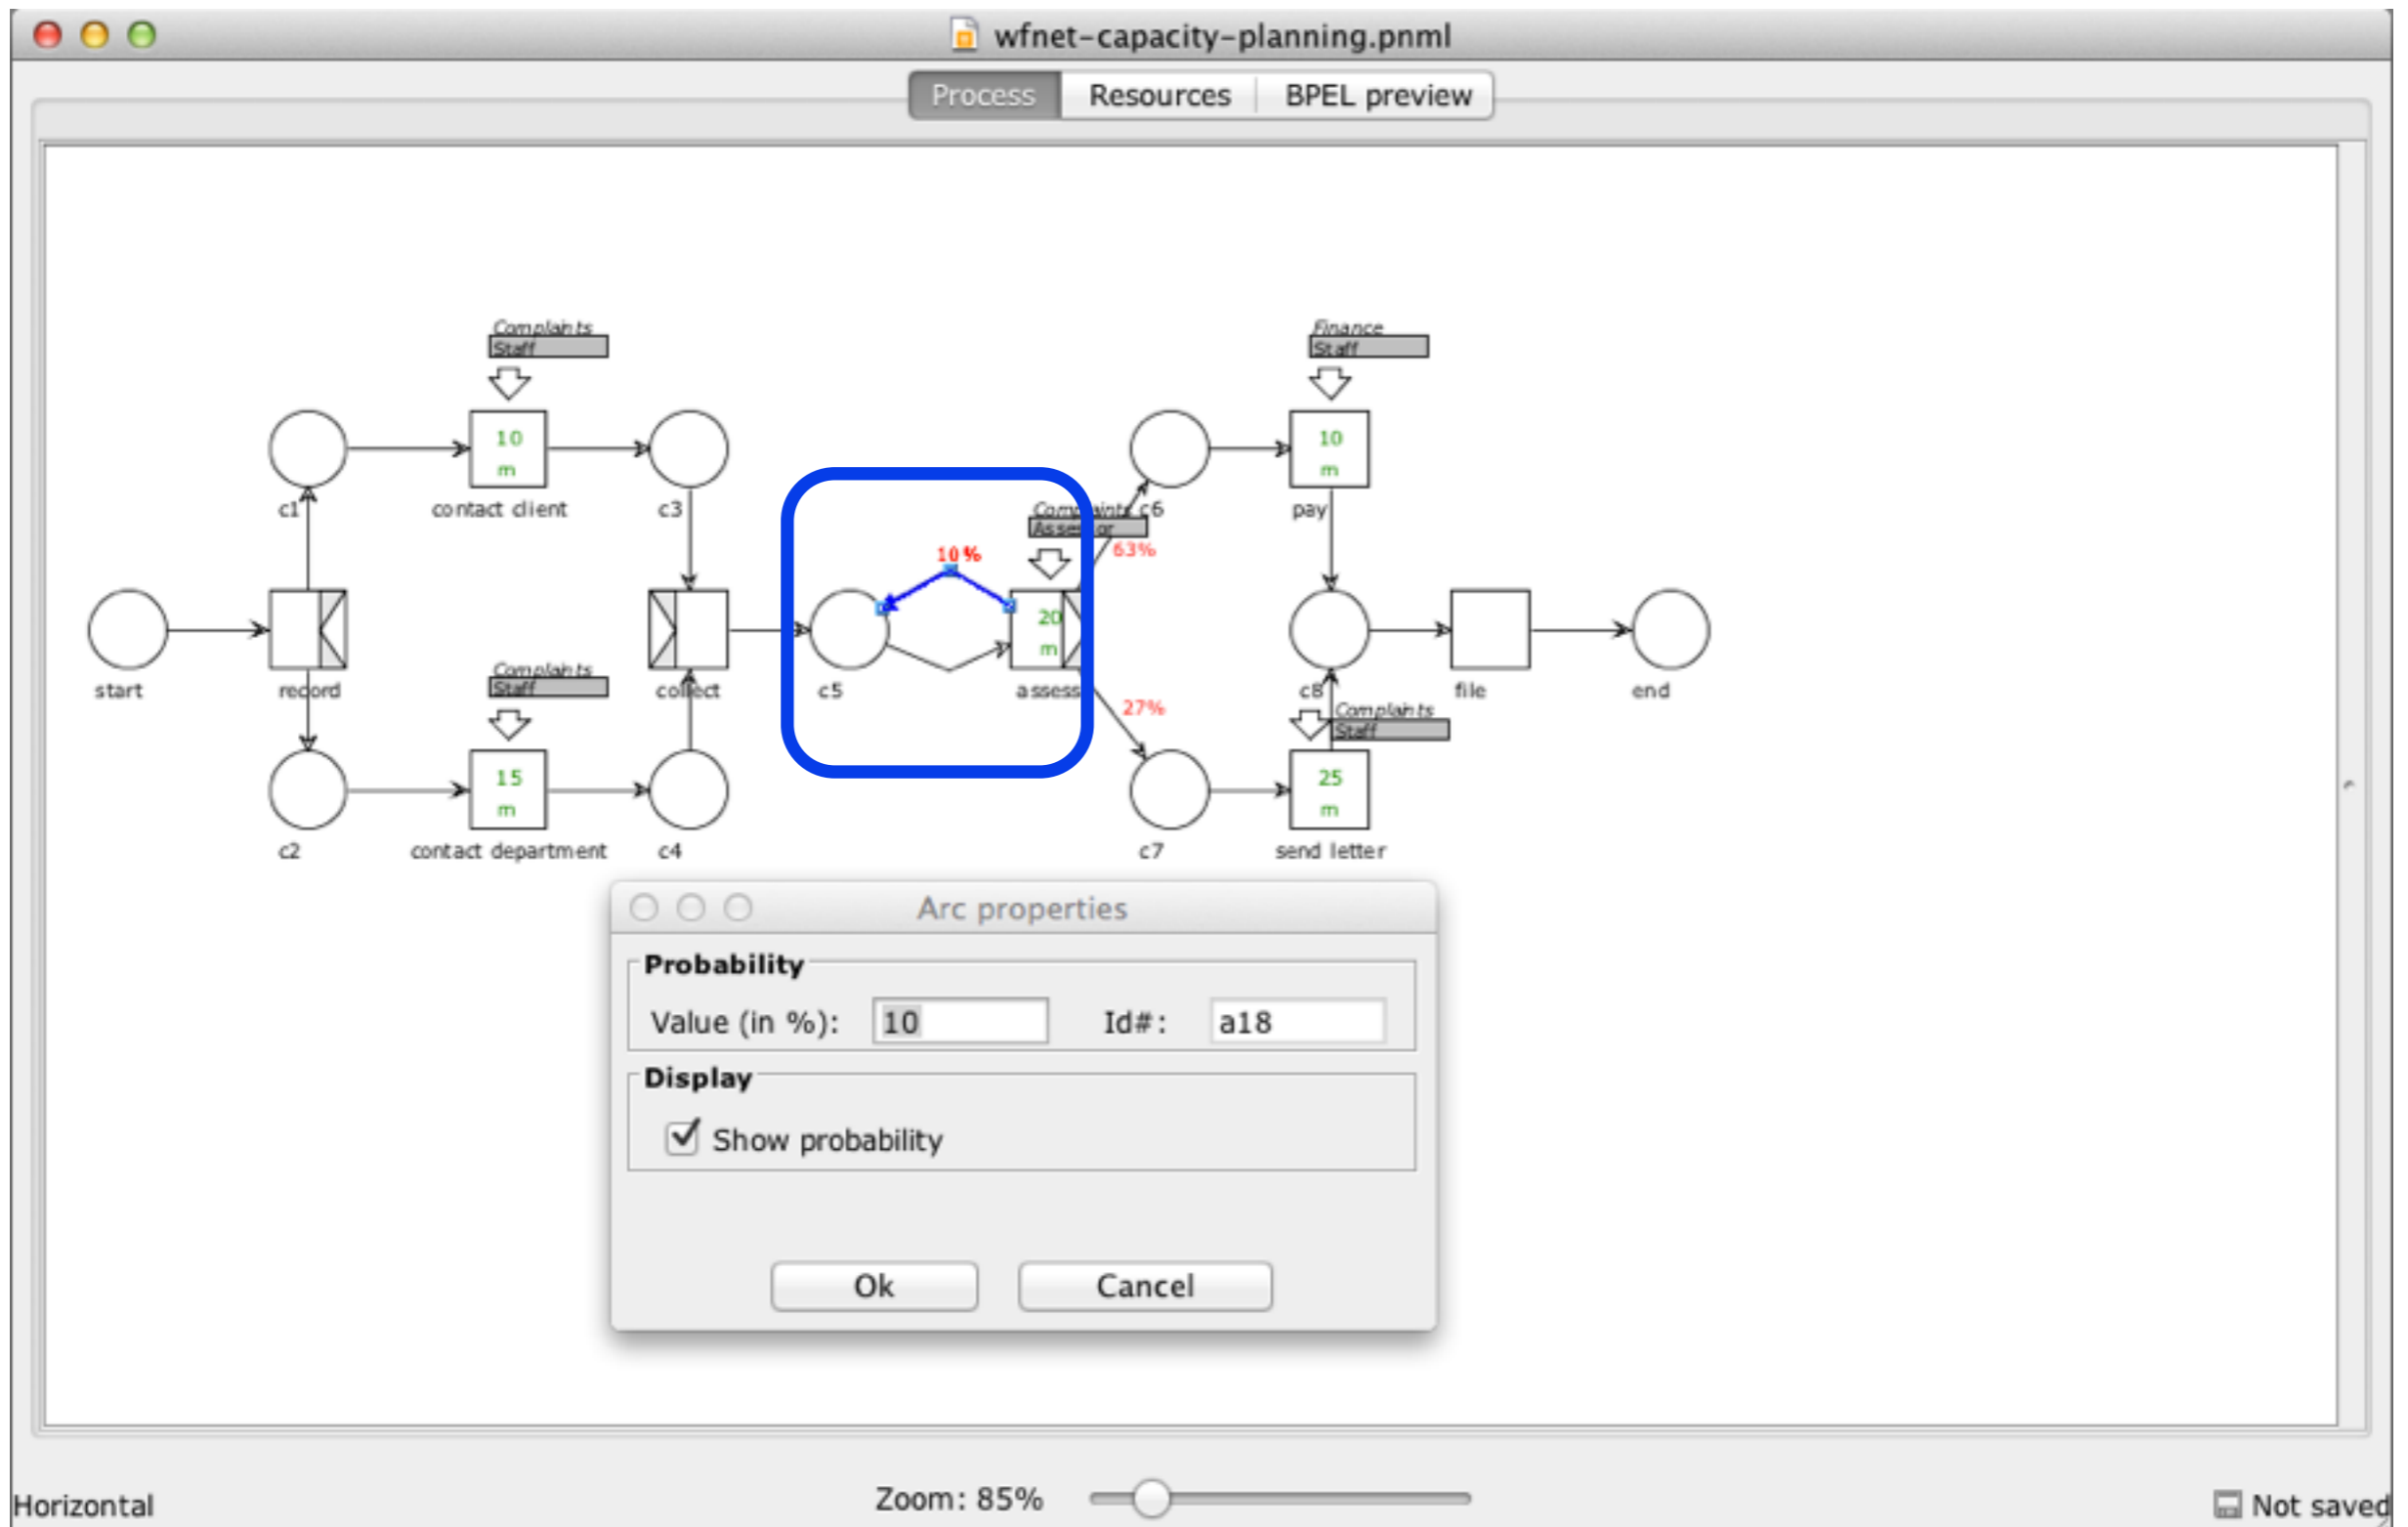 wfnet-capacity-planning.pnml
Process Resources BPEL preview
Complaints
Staff
Finance
Staff
10
m
10
m
c1
contact client
c3
Complaints
Assessor
c6
pay
10%
63%
20
m
Complaints
Staff
start
record
collect
c5
assess
c8
file
end
27%
Complaints
Staff
15
m
25
m
c2
contact department
c4
c7
send letter
Arc properties
Probability
Value (in %): 10 Id#: a18
Display
Show probability
Ok Cancel
Horizontal
Zoom: 85%
Not saved